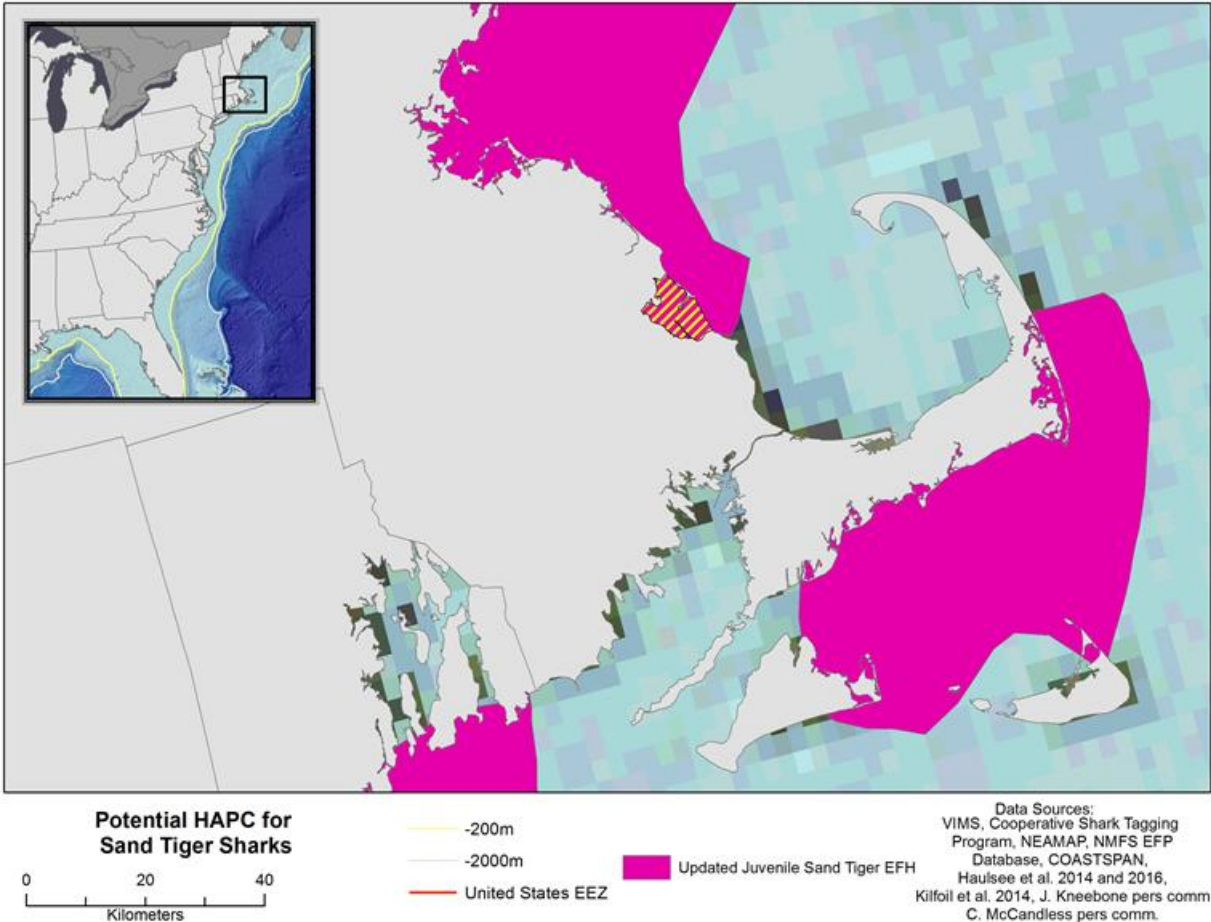 Potential HAPC for
Sand Tiger Sharks
0 20 40
Kilometers
-200m
-2000m
United States EEZ
Updated Juvenile Sand Tiger EFH
Data Sources:
VIMS, Cooperative Shark Tagging
Program, NEAMAP, NMFS EFP
Database, COASTSPAN,
Haulsee et al. 2014 and 2016,
Kilfoil et al. 2014, J. Kneebone pers comm
C. McCandless pers comm.